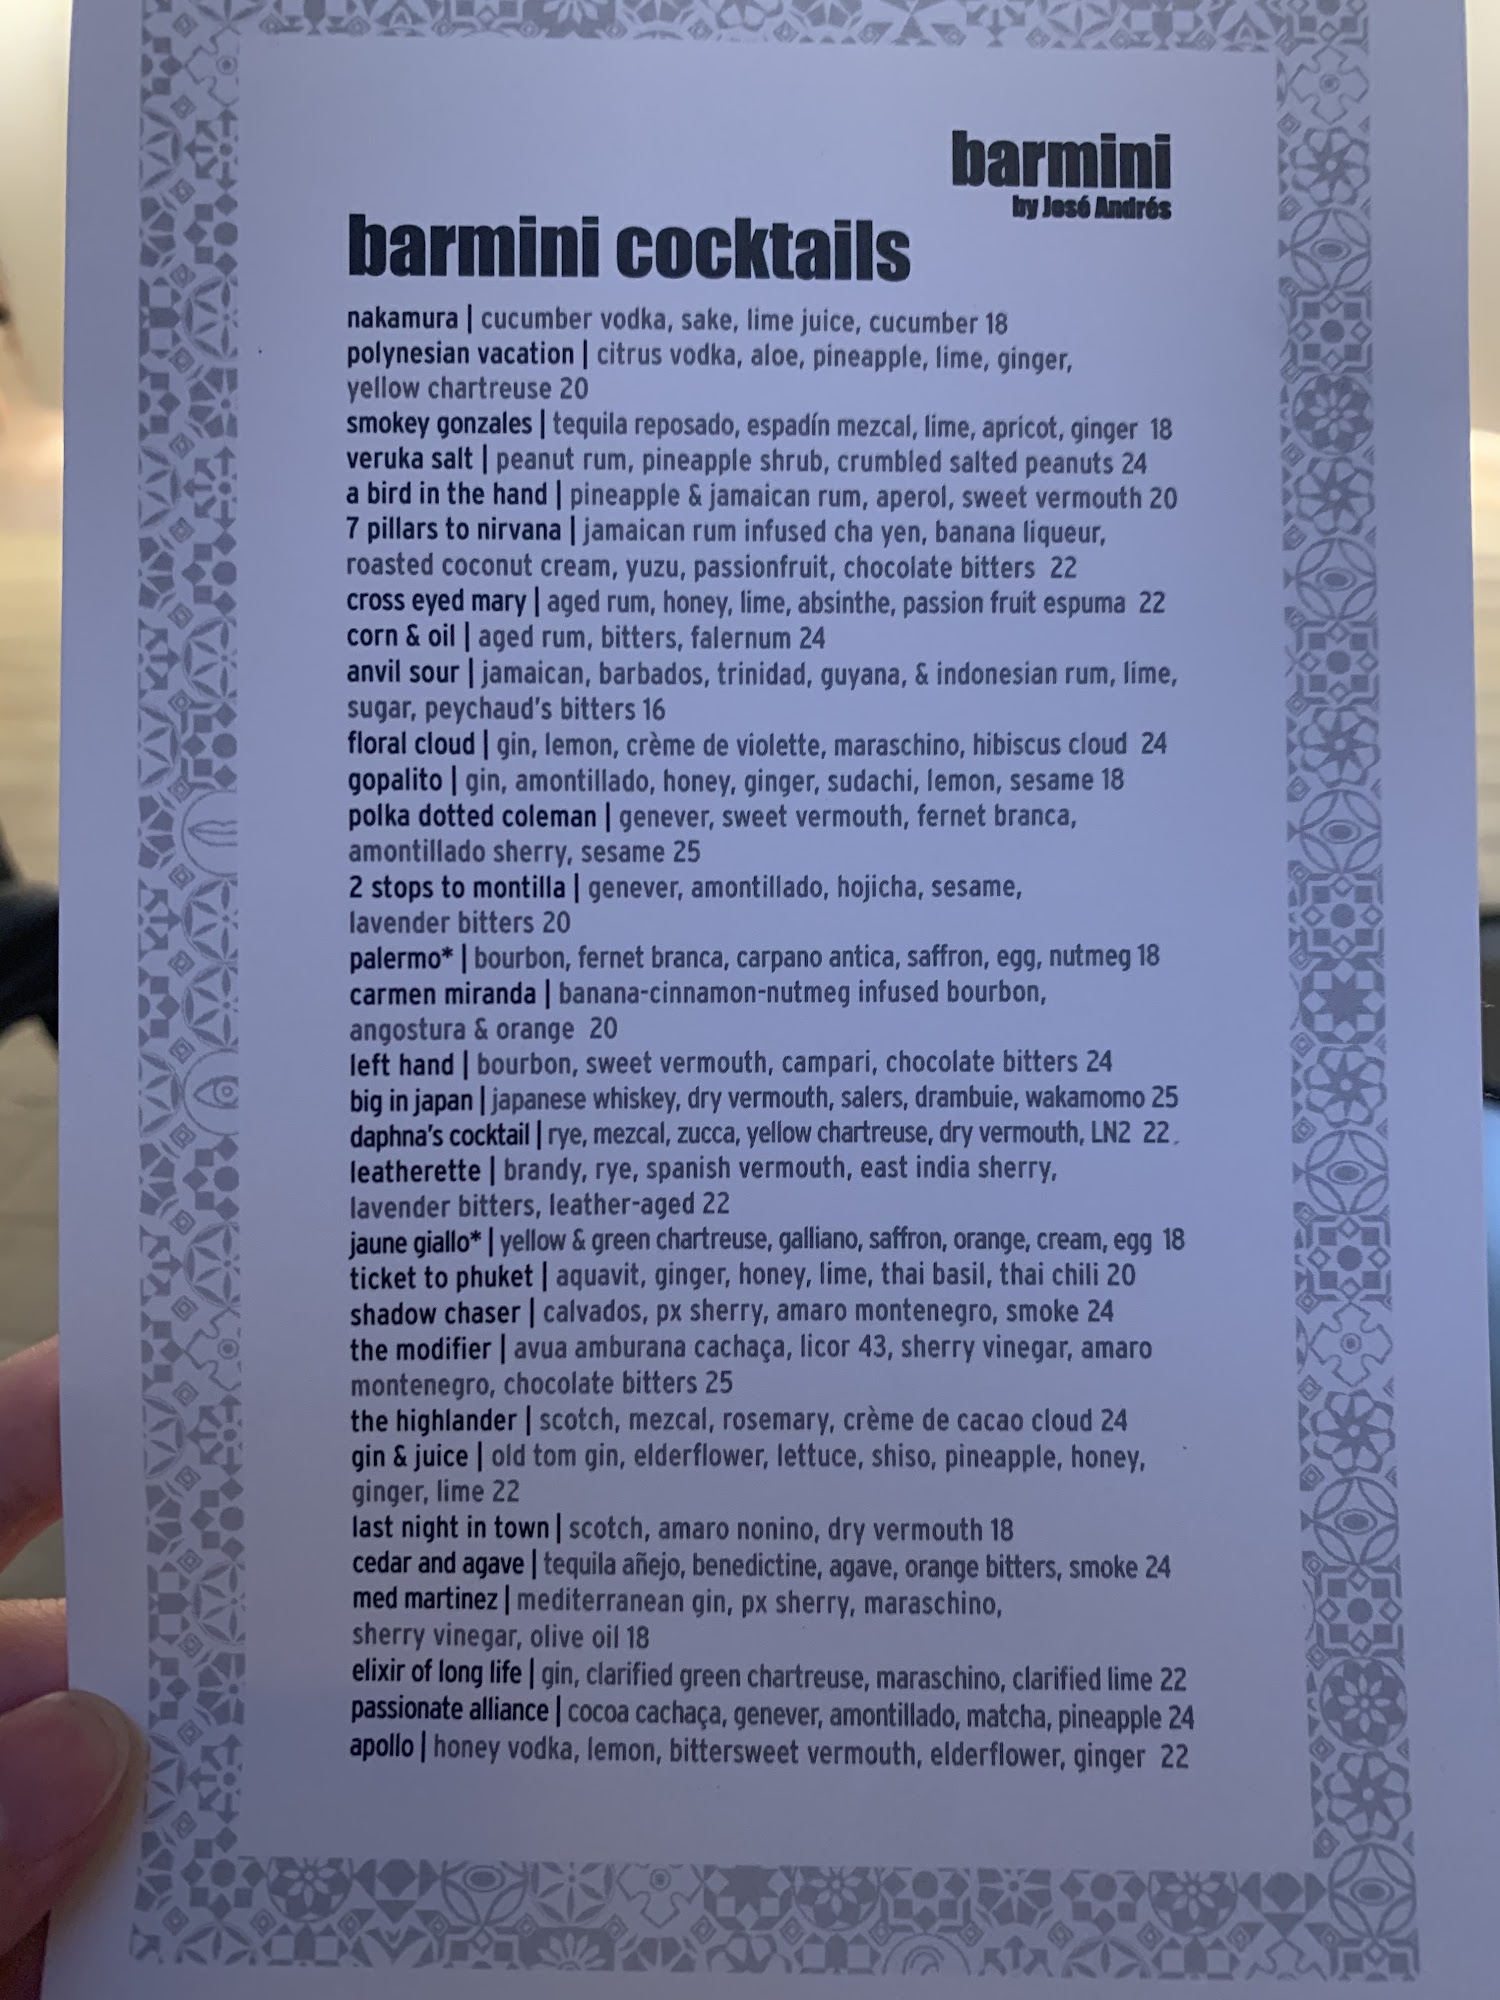 barmini
by José Andrés
barmini cocktails
nakamura | cucumber vodka, sake, lime juice, cucumber 18
polynesian vacation | citrus vodka, aloe, pineapple, lime, ginger,
yellow chartreuse 20
smokey gonzales | tequila reposado, espadín mezcal, lime, apricot, ginger 18
veruka salt | peanut rum, pineapple shrub, crumbled salted peanuts 24
a bird in the hand | pineapple & jamaican rum, aperol, sweet vermouth 20
7 pillars to nirvana | jamaican rum infused cha yen, banana liqueur,
roasted coconut cream, yuzu, passionfruit, chocolate bitters 22
cross eyed mary | aged rum, honey, lime, absinthe, passion fruit espuma 22
corn & oil | aged rum, bitters, falernum 24
anvil sour | jamaican, barbados, trinidad, guyana, & indonesian rum, lime,
sugar, peychaud's bitters 16
floral cloud | gin, lemon, crème de violette, maraschino, hibiscus cloud 24
gopalito | gin, amontillado, honey, ginger, sudachi, lemon, sesame 18
polka dotted coleman | genever, sweet vermouth, fernet branca,
amontillado sherry, sesame 25
2 stops to montilla | genever, amontillado, hojicha, sesame,
lavender bitters 20
palermo* | bourbon, fernet branca, carpano antica, saffron, egg, nutmeg 18
carmen miranda | banana-cinnamon-nutmeg infused bourbon,
angostura & orange 20
left hand | bourbon, sweet vermouth, campari, chocolate bitters 24
big in japan | japanese whiskey, dry vermouth, salers, drambuie, wakamomo 25
daphna's cocktail | rye, mezcal, zucca, yellow chartreuse, dry vermouth, LN2 22
leatherette | brandy, rye, spanish vermouth, east india sherry,
lavender bitters, leather-aged 22
jaune giallo* | yellow & green chartreuse, galliano, saffron, orange, cream, egg 18
ticket to phuket | aquavit, ginger, honey, lime, thai basil, thai chili 20
shadow chaser | calvados, px sherry, amaro montenegro, smoke 24
the modifier | avua amburana cachaça, licor 43, sherry vinegar, amaro
montenegro, chocolate bitters 25
the highlander | scotch, mezcal, rosemary, crème de cacao cloud 24
gin & juice | old tom gin, elderflower, lettuce, shiso, pineapple, honey,
ginger, lime 22
last night in town | scotch, amaro nonino, dry vermouth 18
cedar and agave | tequila añejo, benedictine, agave, orange bitters, smoke 24
med martinez | mediterranean gin, px sherry, maraschino,
sherry vinegar, olive oil 18
elixir of long life | gin, clarified green chartreuse, maraschino, clarified lime 22
passionate alliance | cocoa cachaça, genever, amontillado, matcha, pineapple 24
apollo | honey vodka, lemon, bittersweet vermouth, elderflower, ginger 22